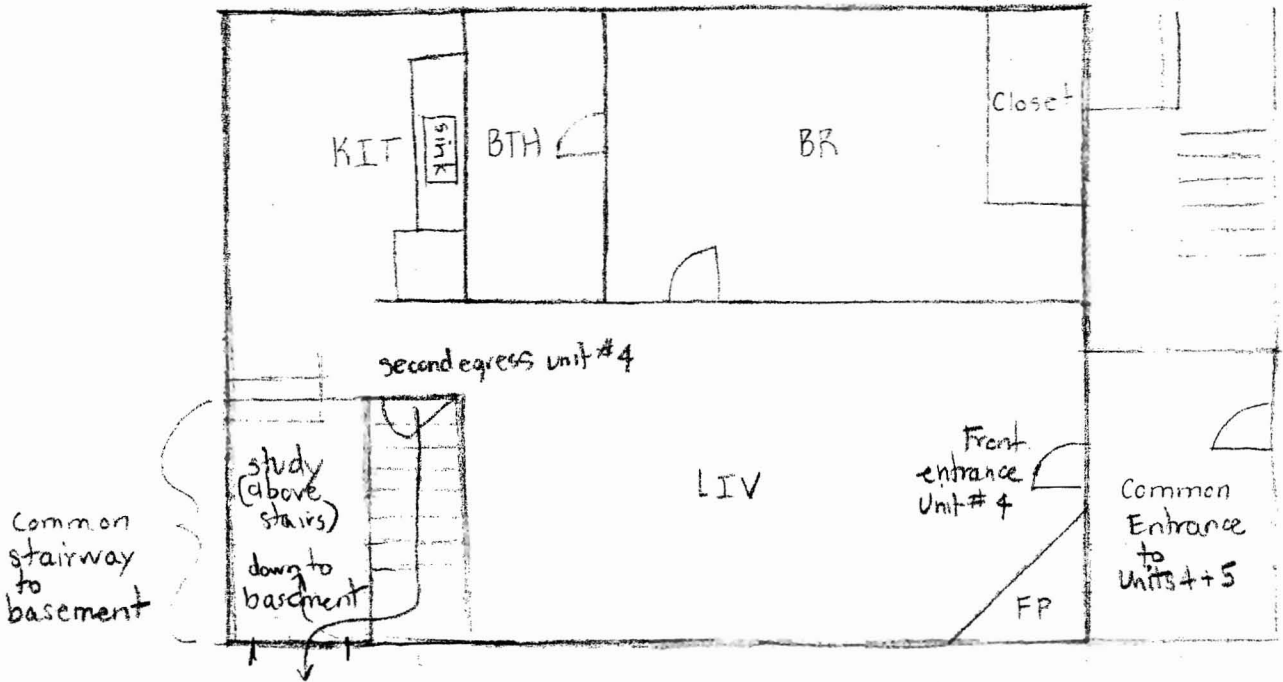 Closet
KIT
sink
BTH
BR
second egress unit #4
study
(above
stairs)
down to
basement
LIV
Front
entrance
Unit #4
FP
Common
Entrance
to
Units 4+5
Common
stairway
to
basement